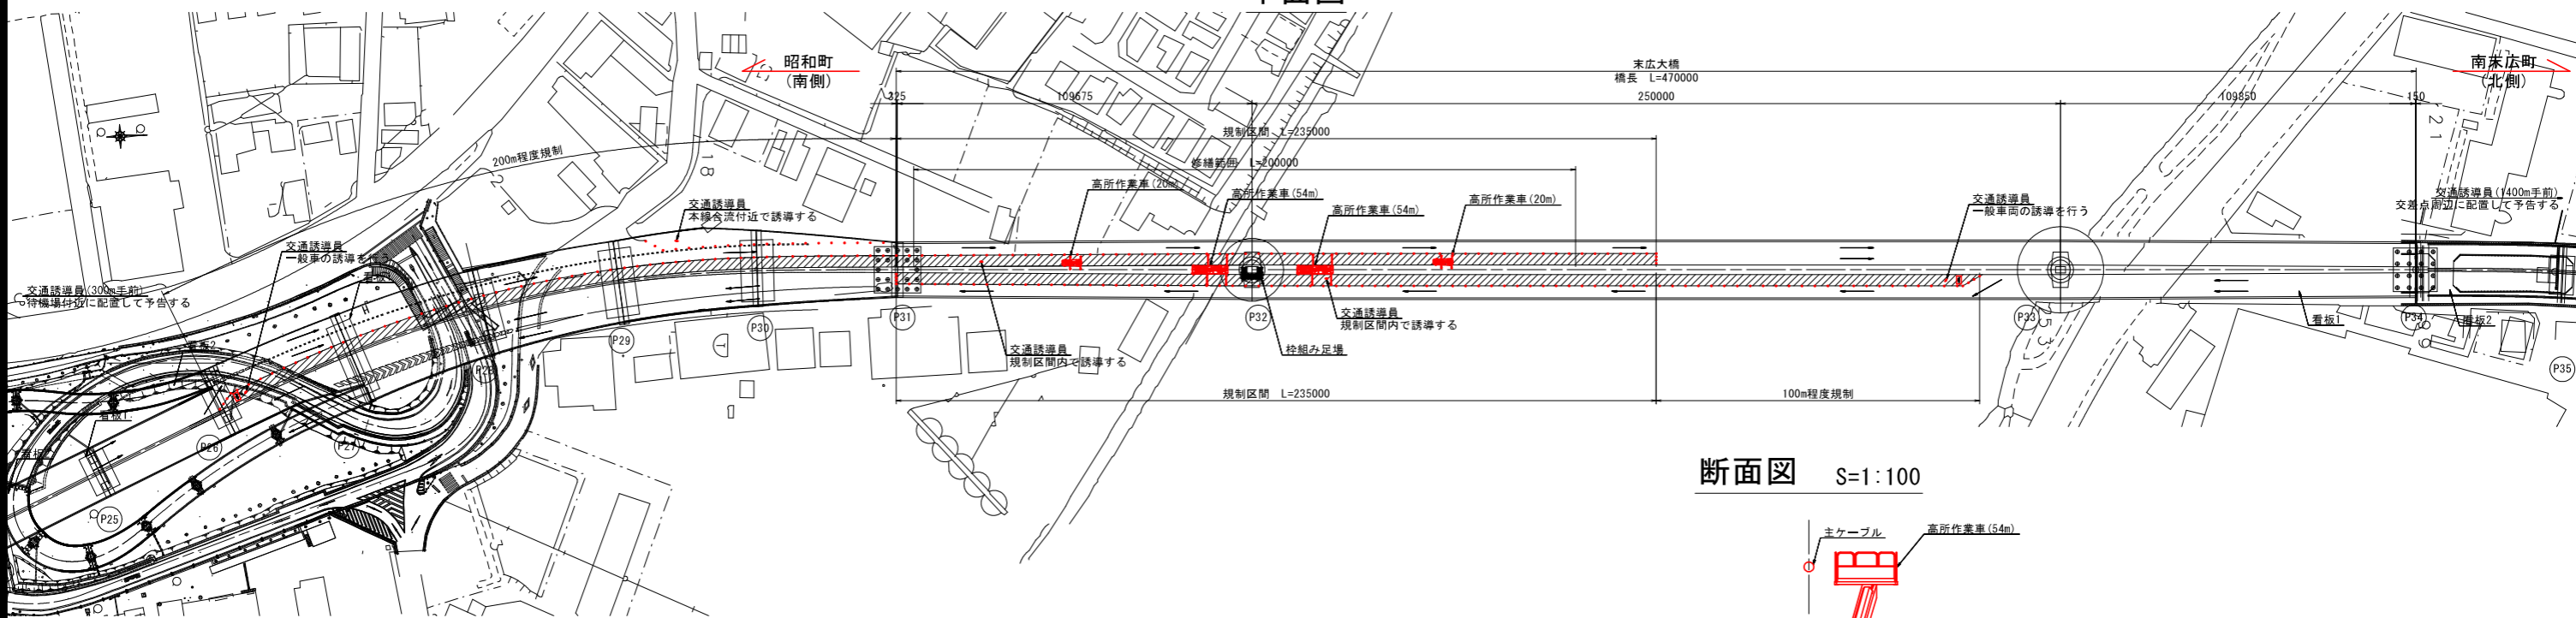 昭和町
(南側)
末広大橋
橋長 L=470000
南末広町
(北側)
325
109675
250000
109850
150
規制区間 L=235000
200m程度規制
修繕範囲 L=200000
高所作業車(20m)
高所作業車(54m)
高所作業車(54m)
高所作業車(20m)
交通誘導員
本線合流付近で誘導する
交通誘導員
一般車の誘導を行う
交通誘導員(300m手前)
待機場付近に配置して予告する
交通誘導員
一般車両の誘導を行う
交通誘導員(1400m手前)
交差点周辺に配置して予告する
交通誘導員
規制区間内で誘導する
交通誘導員
規制区間内で誘導する
枠組み足場
看板1
看板2
看板2
看板1
P25
P26
P27
P28
P29
P30
P31
P32
P33
P34
P35
規制区間 L=235000
100m程度規制
断面図 S=1:100
主ケーブル
高所作業車(54m)